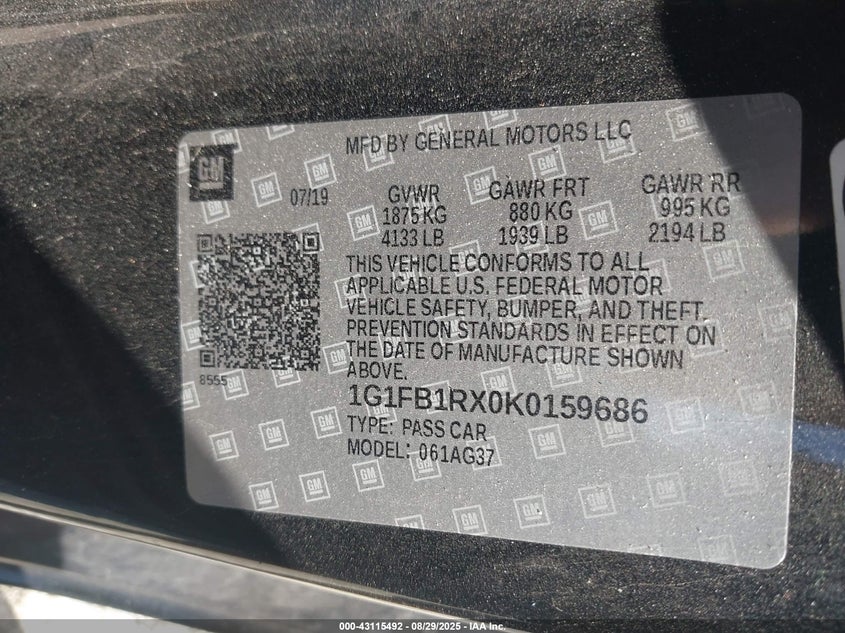 MFD BY GENERAL MOTORS LLC
GM
07/19
GVWR GAWR FRT GAWR RR
1875 KG 880 KG 995 KG
4133 LB 1939 LB 2194 LB
THIS VEHICLE CONFORMS TO ALL
APPLICABLE U.S. FEDERAL MOTOR
VEHICLE SAFETY, BUMPER, AND THEFT.
PREVENTION STANDARDS IN EFFECT ON
THE DATE OF MANUFACTURE SHOWN
ABOVE.
8555
1G1FB1RX0K0159686
TYPE: PASS CAR
MODEL: 061AG37
000-43115492 - 08/29/2025 - IAA Inc.